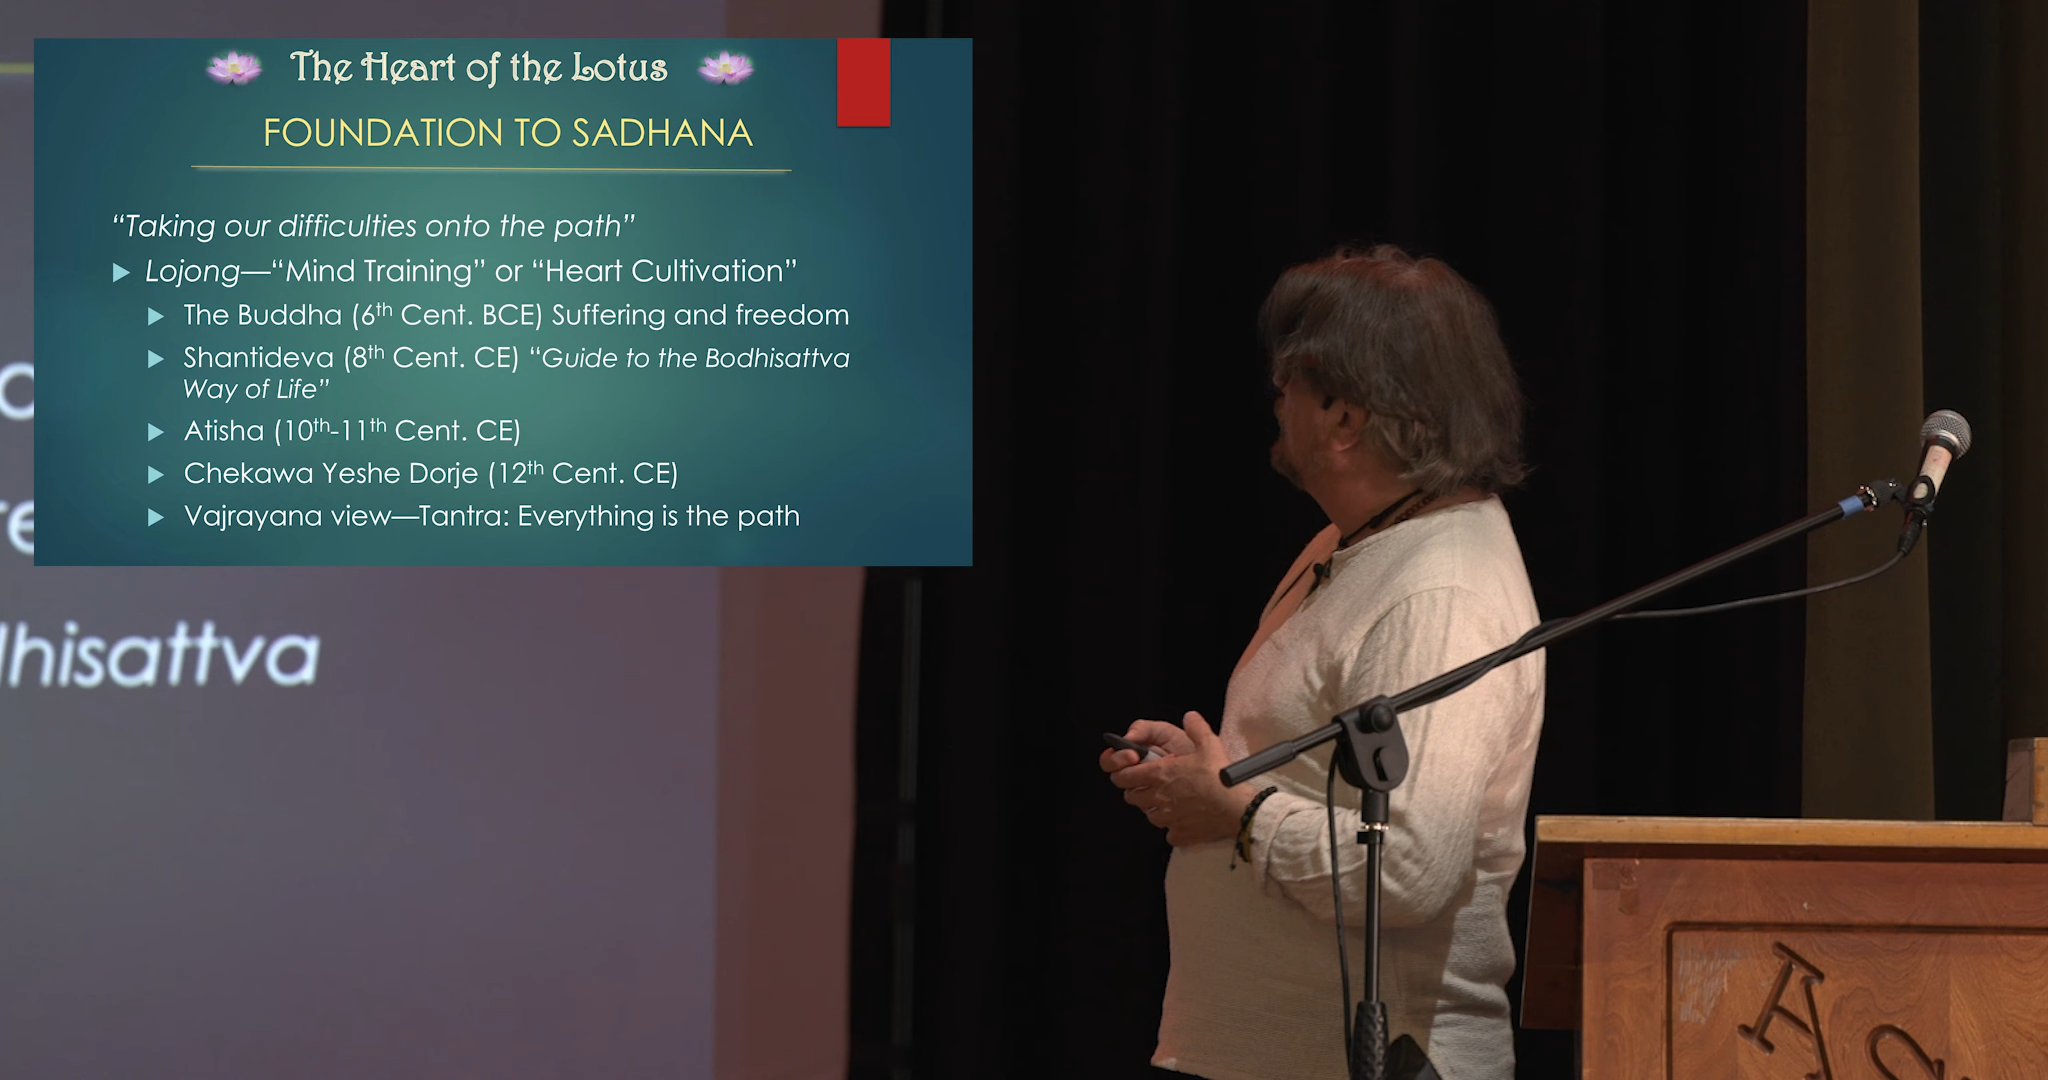 The Heart of the Lotus
FOUNDATION TO SADHANA
“Taking our difficulties onto the path”
Lojong—“Mind Training” or “Heart Cultivation”
The Buddha (6th Cent. BCE) Suffering and freedom
Shantideva (8th Cent. CE) “Guide to the Bodhisattva
Way of Life”
Atisha (10th-11th Cent. CE)
Chekawa Yeshe Dorje (12th Cent. CE)
Vajrayana view—Tantra: Everything is the path
dhisattva
A